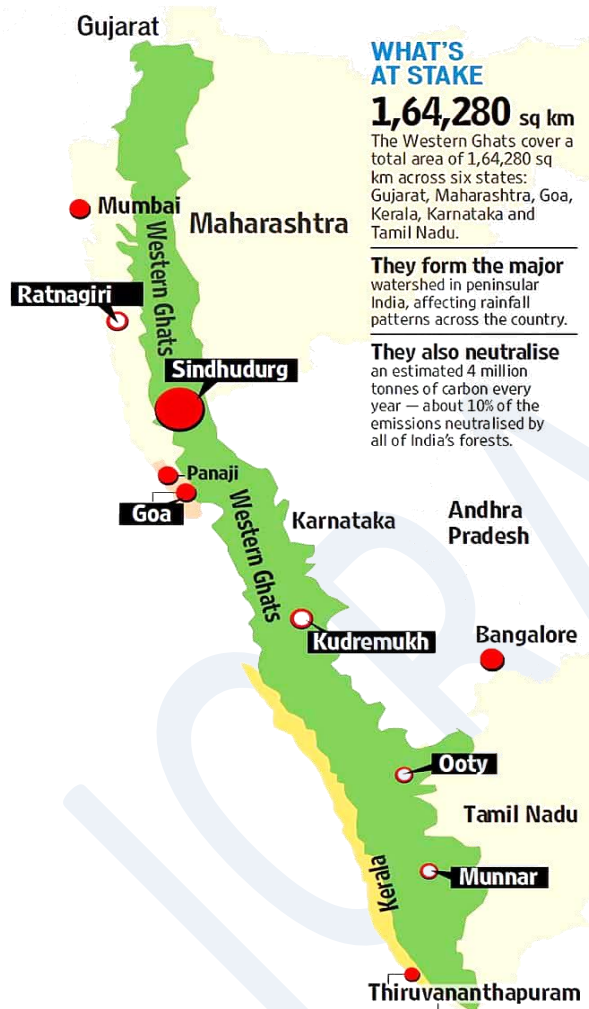 Gujarat
WHAT'S
AT STAKE
1,64,280 sq km
The Western Ghats cover a
total area of 1,64,280 sq
km across six states:
Gujarat, Maharashtra, Goa,
Kerala, Karnataka and
Tamil Nadu.
They form the major
watershed in peninsular
India, affecting rainfall
patterns across the country.
They also neutralise
an estimated 4 million
tonnes of carbon every
year — about 10% of the
emissions neutralised by
all of India's forests.
Mumbai
Maharashtra
Western Ghats
Ratnagiri
Sindhudurg
Panaji
Goa
Western Ghats
Karnataka
Andhra
Pradesh
Kudremukh
Bangalore
Ooty
Tamil Nadu
Munnar
Kerala
Thiruvananthapuram